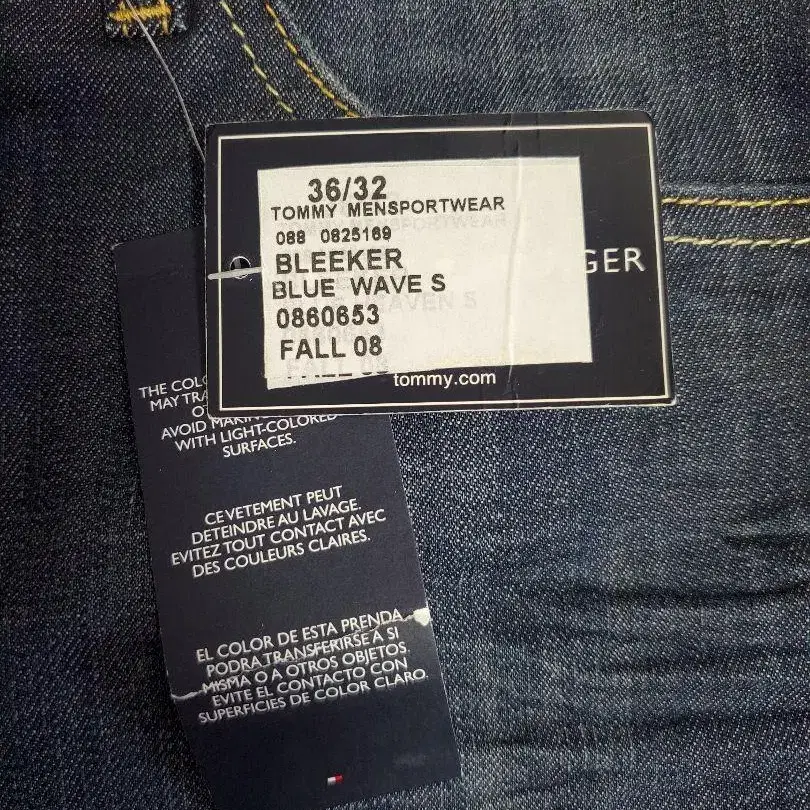 36/32
TOMMY MENSPORTWEAR
088 0825169
BLEEKER
BLUE WAVE S
0860653
FALL 08
GER
tommy.com
THE COLO
MAY TRA
O
AVOID MAKIN
WITH LIGHT-COLORED
SURFACES.
CE VETEMENT PEUT
DETEINDRE AU LAVAGE.
EVITEZ TOUT CONTACT AVEC
DES COULEURS CLAIRES.
EL COLOR DE ESTA PRENDA
PODRA TRANSFERIRSE A SI
MISMA O A OTROS OBJETOS.
EVITE EL CONTACTO CON
SUPERFICIES DE COLOR CLARO.